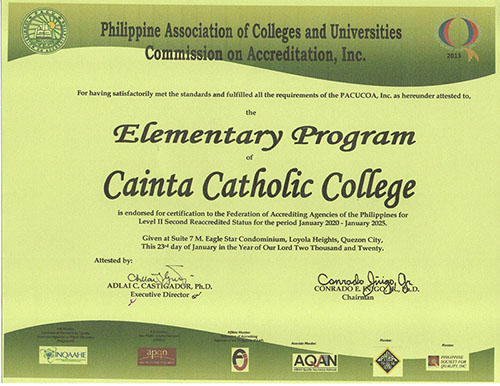 Philippine Association of Colleges and Universities
Commission on Accreditation, Inc.
2013
For having satisfactorily met the standards and fulfilled all the requirements of the PACUCOA, Inc. as hereunder attested to,
the
Elementary Program
of
Cainta Catholic College
is endorsed for certification to the Federation of Accrediting Agencies of the Philippines for
Level II Second Reaccredited Status for the period January 2020 - January 2025.
Given at Suite 7 M. Eagle Star Condominium, Loyola Heights, Quezon City,
This 23rd day of January in the Year of Our Lord Two Thousand and Twenty.
Attested by:
ADLAI C. CASTIGADOR, Ph.D.
Executive Director
Conrado Iñigo, Jr.
CONRADO E. IÑIGO, JR., Ph.D.
Chairman
INQAAHE
apqn
AQAN
PHILIPPINE
SOCIETY FOR
QUALITY, INC